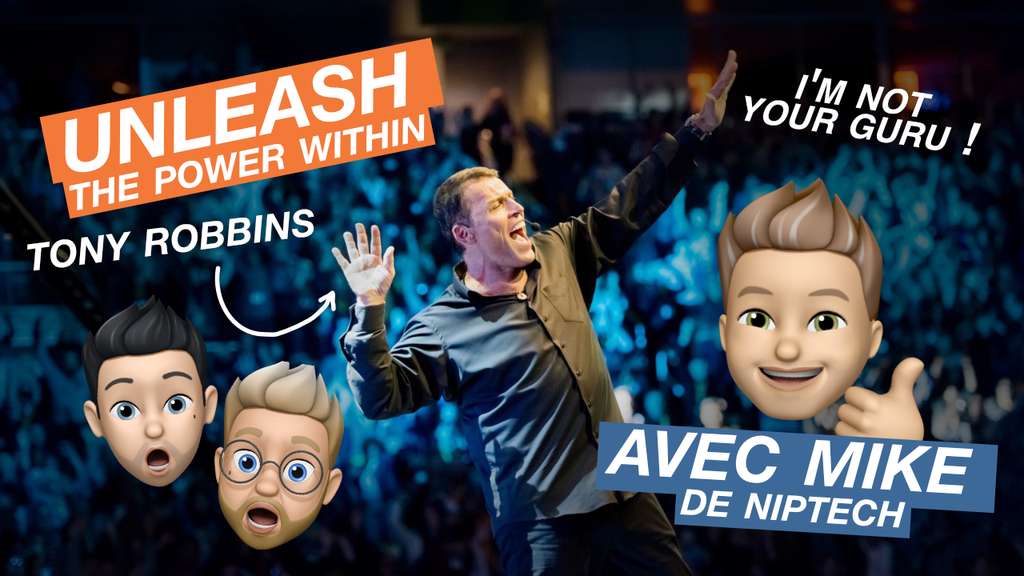 UNLEASH
THE POWER WITHIN
TONY ROBBINS
I'M NOT
YOUR GURU !
AVEC MIKE
DE NIPTECH